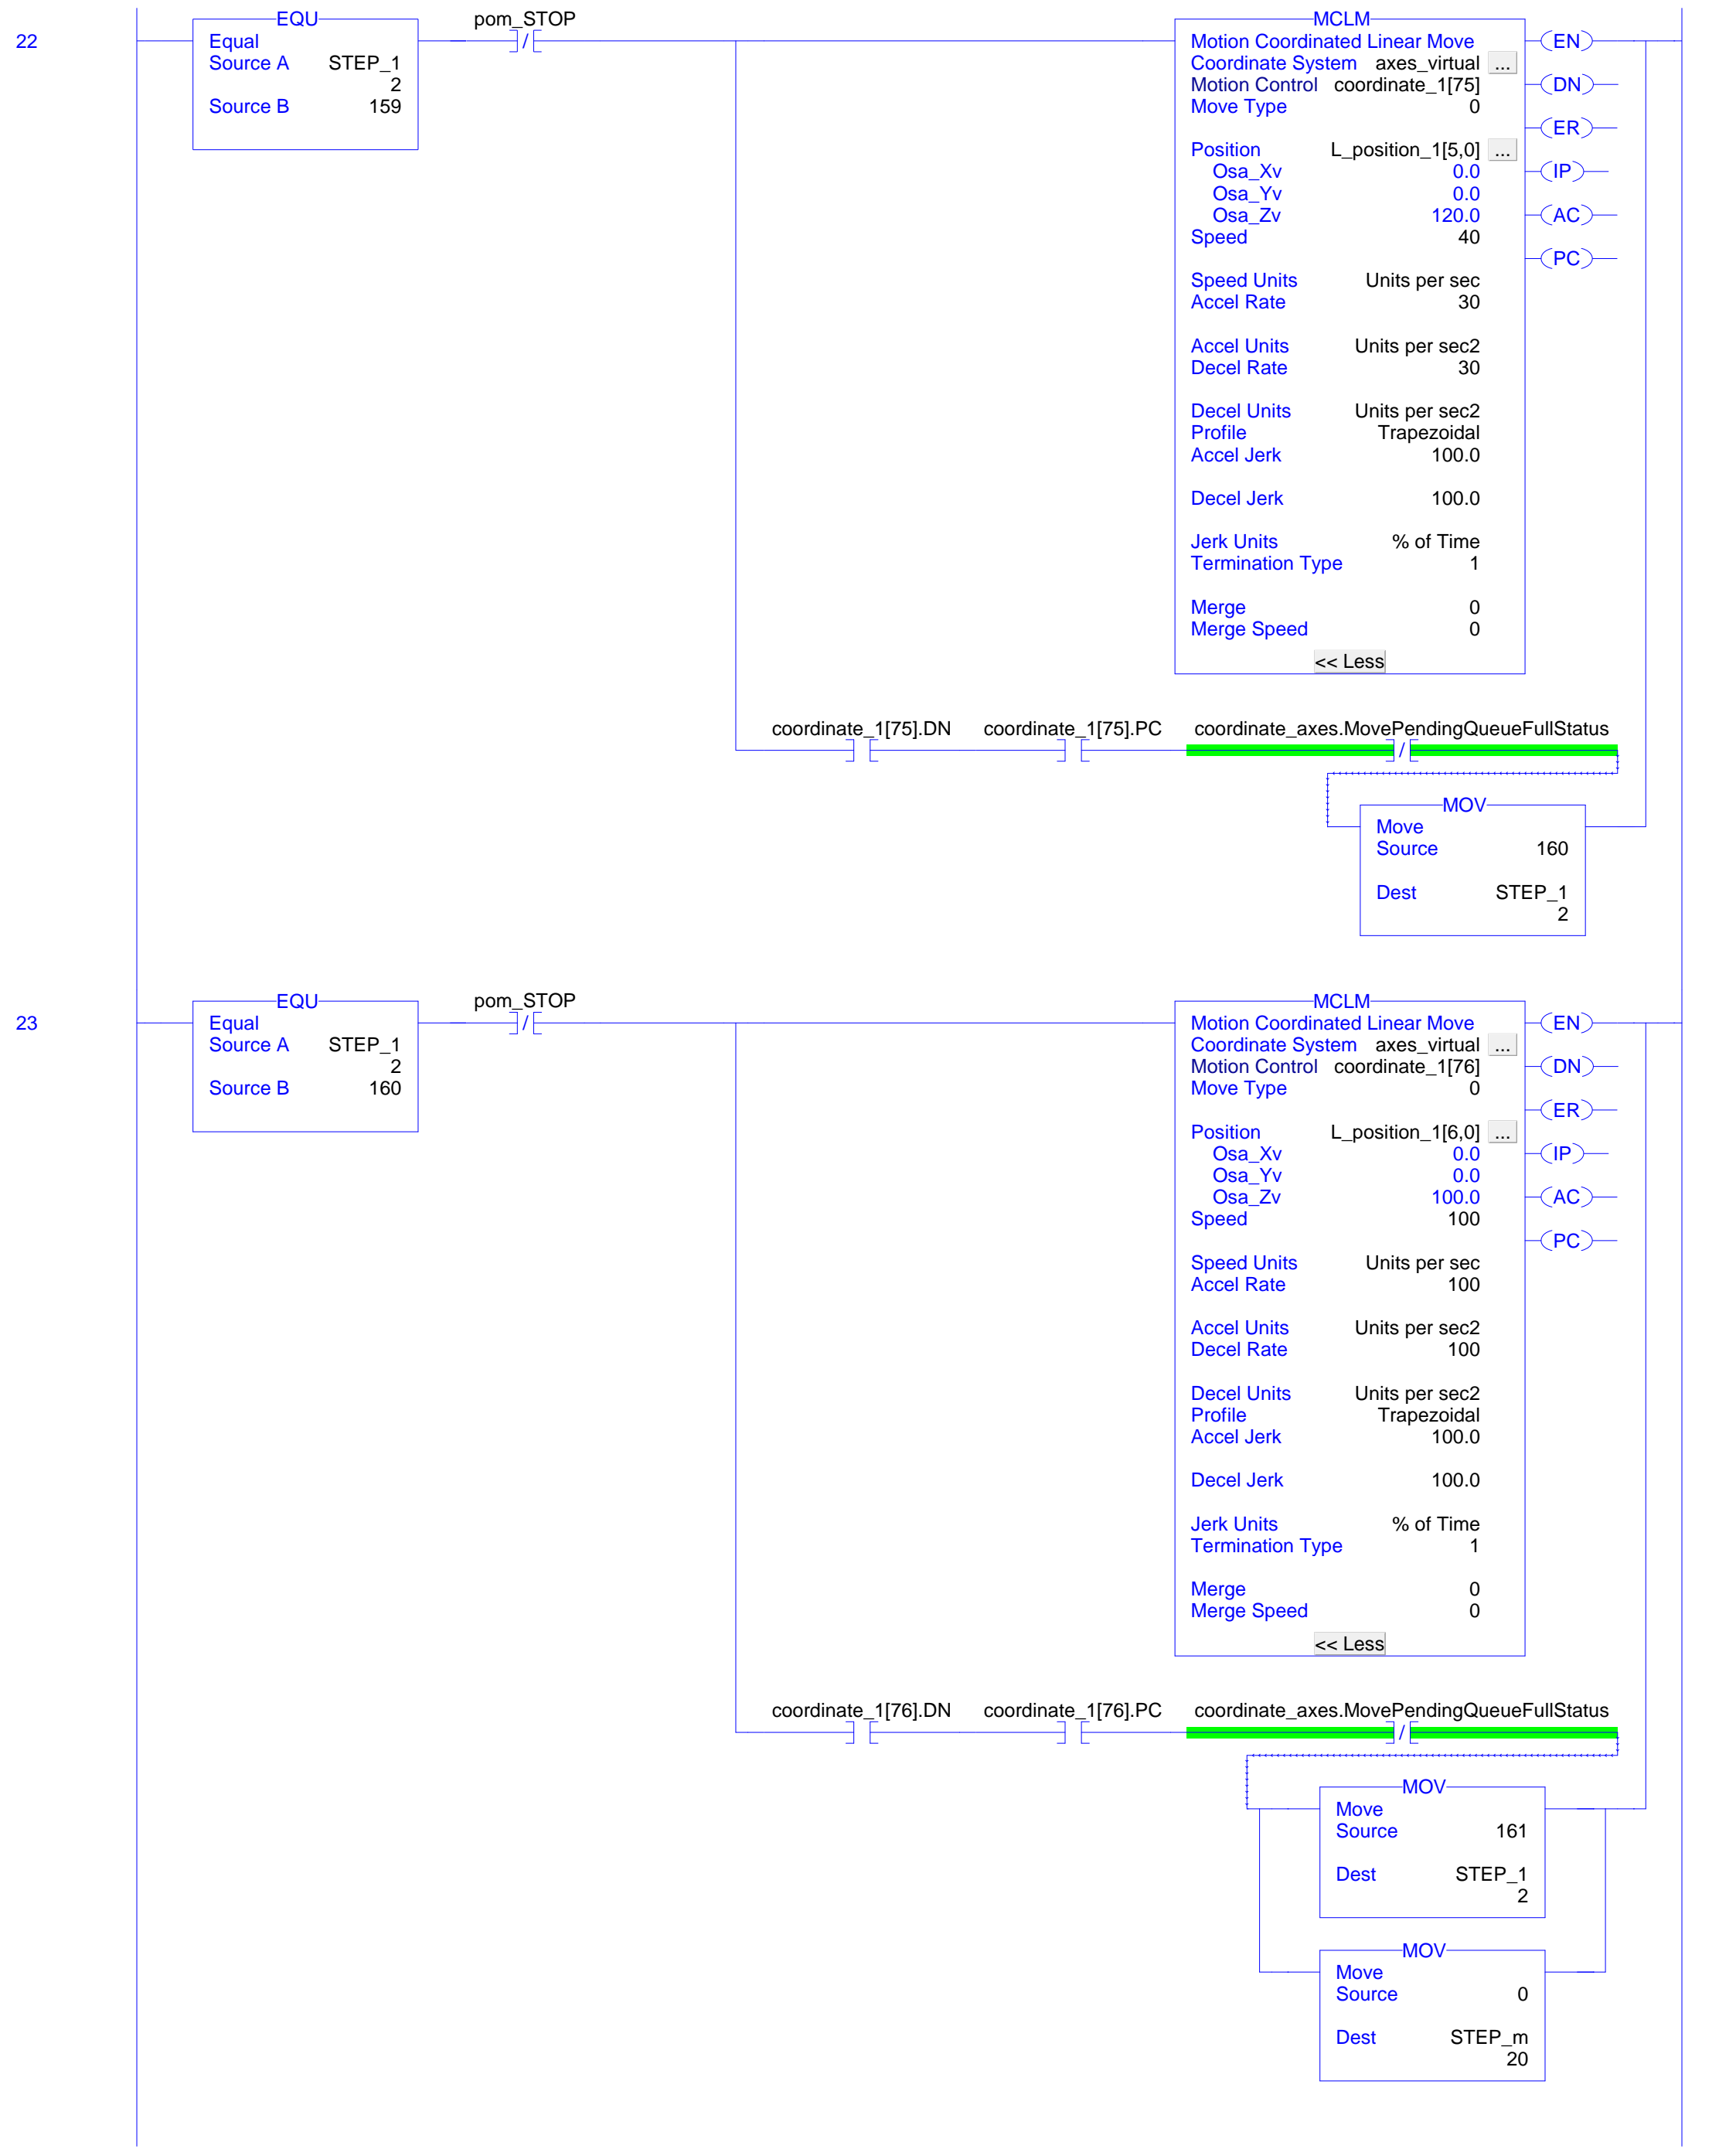 22
EQU
Equal
Source A STEP_1
2
Source B 159
pom_STOP
/
MCLM
Motion Coordinated Linear Move
Coordinate System axes_virtual ...
Motion Control coordinate_1[75]
Move Type 0
Position L_position_1[5,0] ...
Osa_Xv 0.0
Osa_Yv 0.0
Osa_Zv 120.0
Speed 40
Speed Units Units per sec
Accel Rate 30
Accel Units Units per sec2
Decel Rate 30
Decel Units Units per sec2
Profile Trapezoidal
Accel Jerk 100.0
Decel Jerk 100.0
Jerk Units % of Time
Termination Type 1
Merge 0
Merge Speed 0
<< Less
EN
DN
ER
IP
AC
PC
coordinate_1[75].DN coordinate_1[75].PC coordinate_axes.MovePendingQueueFullStatus
/
MOV
Move
Source 160
Dest STEP_1
2
23
EQU
Equal
Source A STEP_1
2
Source B 160
pom_STOP
/
MCLM
Motion Coordinated Linear Move
Coordinate System axes_virtual ...
Motion Control coordinate_1[76]
Move Type 0
Position L_position_1[6,0] ...
Osa_Xv 0.0
Osa_Yv 0.0
Osa_Zv 100.0
Speed 100
Speed Units Units per sec
Accel Rate 100
Accel Units Units per sec2
Decel Rate 100
Decel Units Units per sec2
Profile Trapezoidal
Accel Jerk 100.0
Decel Jerk 100.0
Jerk Units % of Time
Termination Type 1
Merge 0
Merge Speed 0
<< Less
EN
DN
ER
IP
AC
PC
coordinate_1[76].DN coordinate_1[76].PC coordinate_axes.MovePendingQueueFullStatus
/
MOV
Move
Source 161
Dest STEP_1
2
MOV
Move
Source 0
Dest STEP_m
20